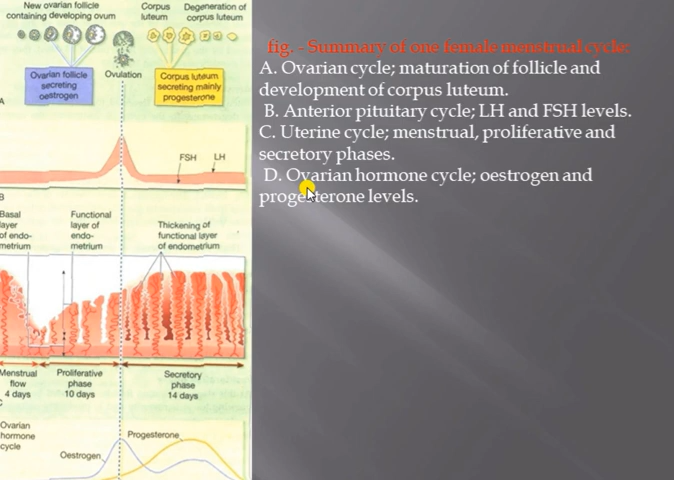 New ovarian follicle
containing developing ovum
Corpus
luteum
Degeneration of
corpus luteum
Ovarian follicle
secreting
oestrogen
Ovulation
Corpus luteum
secreting mainly
progesterone
A
FSH
LH
B
Basal
layer
of endo-
metrium
Functional
layer of
endo-
metrium
Thickening of
functional layer
of endometrium
Menstrual
flow
4 days
Proliferative
phase
10 days
Secretory
phase
14 days
C
Ovarian
hormone
cycle
Oestrogen
Progesterone
fig. - Summary of one female menstrual cycle:
A. Ovarian cycle; maturation of follicle and
development of corpus luteum.
B. Anterior pituitary cycle; LH and FSH levels.
C. Uterine cycle; menstrual, proliferative and
secretory phases.
D. Ovarian hormone cycle; oestrogen and
progesterone levels.